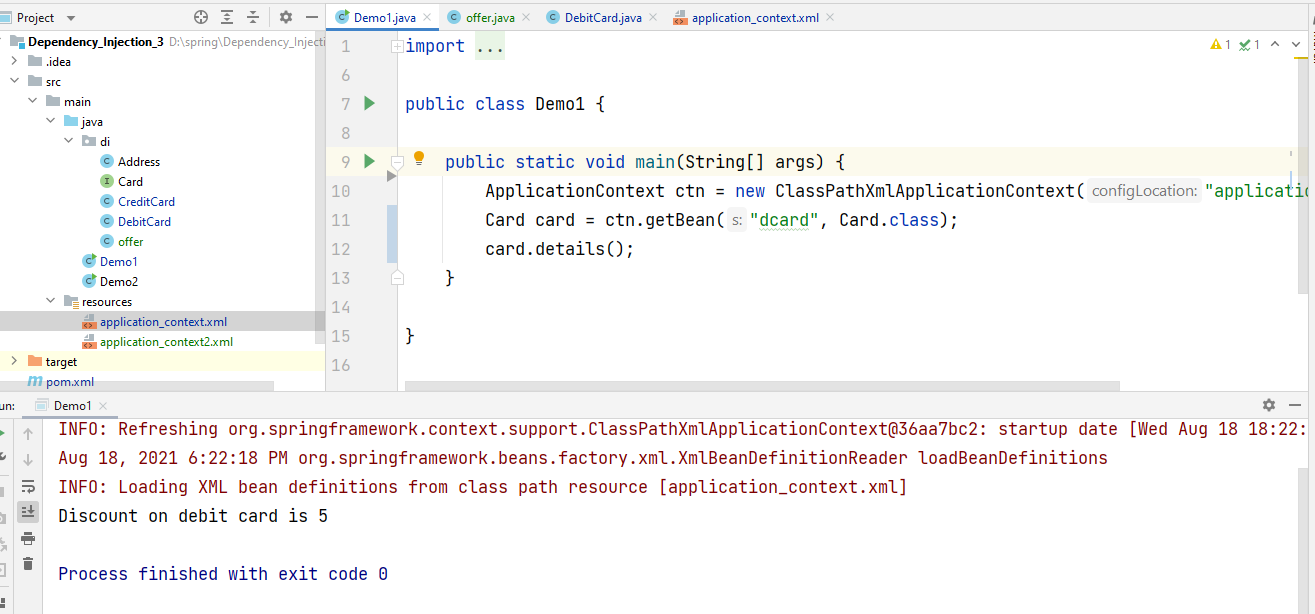 Project
Demo1.java
offer.java
DebitCard.java
application_context.xml
Dependency_Injection_3 D:\spring\Dependency_Injecti
.idea
src
main
java
di
Address
Card
CreditCard
DebitCard
offer
Demo1
Demo2
resources
application_context.xml
application_context2.xml
target
pom.xml
1 import ...
1 1
6
7 public class Demo1 {
8
9 public static void main(String[] args) {
10 ApplicationContext ctn = new ClassPathXmlApplicationContext( configLocation: "applicatio
11 Card card = ctn.getBean( s: "dcard", Card.class);
12 card.details();
13 }
14
15 }
16
un: Demo1
INFO: Refreshing org.springframework.context.support.ClassPathXmlApplicationContext@36aa7bc2: startup date [Wed Aug 18 18:22:
Aug 18, 2021 6:22:18 PM org.springframework.beans.factory.xml.XmlBeanDefinitionReader loadBeanDefinitions
INFO: Loading XML bean definitions from class path resource [application_context.xml]
Discount on debit card is 5
Process finished with exit code 0